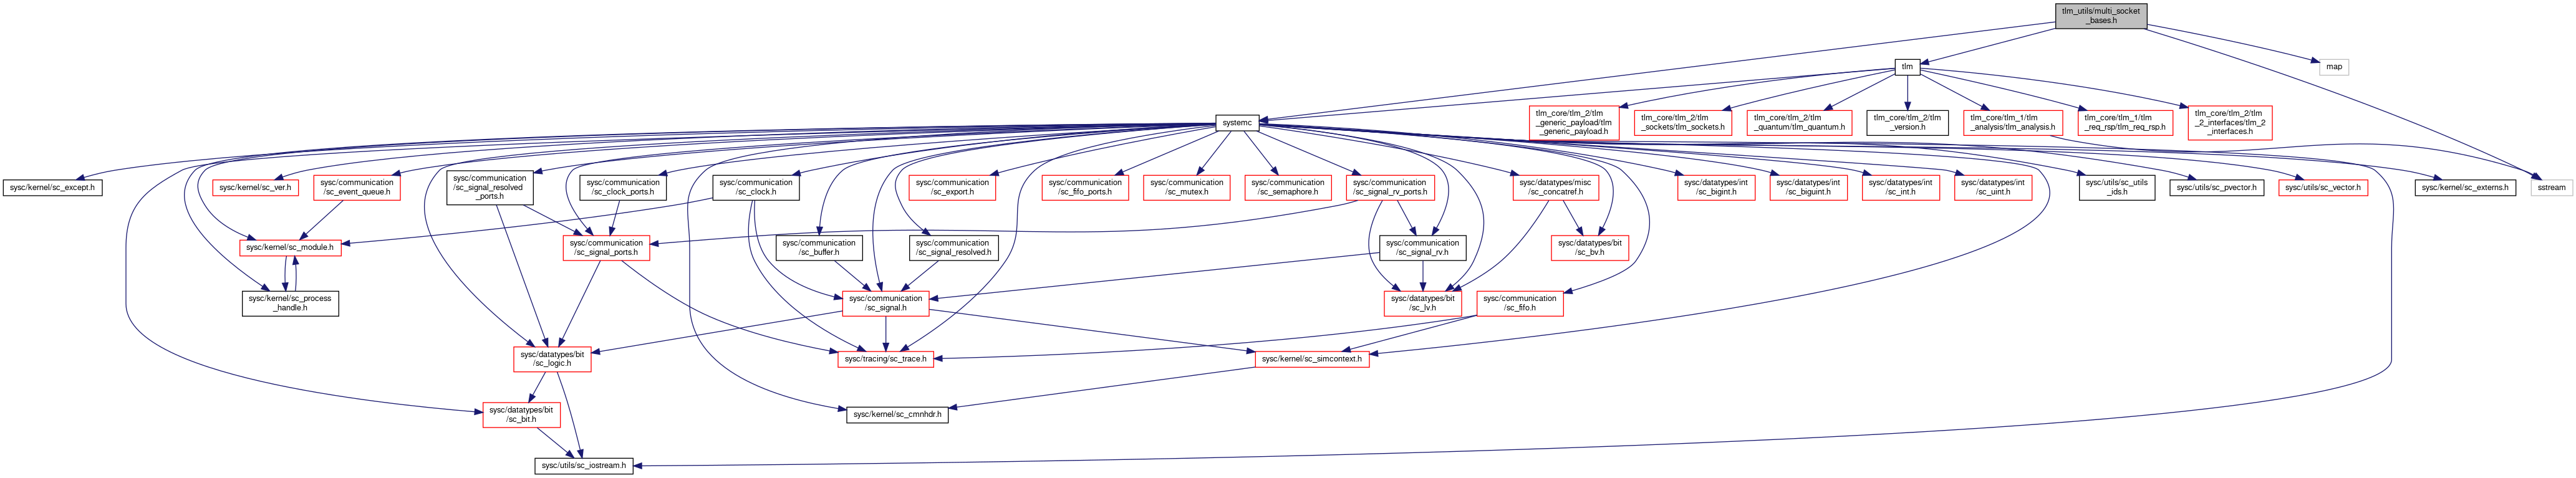 tlm_utils/multi_socket
_bases.h
tlm
map
systemc
tlm_core/tlm_2/tlm
_generic_payload/tlm
_generic_payload.h
tlm_core/tlm_2/tlm
_sockets/tlm_sockets.h
tlm_core/tlm_2/tlm
_quantum/tlm_quantum.h
tlm_core/tlm_2/tlm
_version.h
tlm_core/tlm_1/tlm
_analysis/tlm_analysis.h
tlm_core/tlm_1/tlm
_req_rsp/tlm_req_rsp.h
tlm_core/tlm_2/tlm
_2_interfaces/tlm_2
_interfaces.h
sysc/kernel/sc_except.h
sysc/kernel/sc_ver.h
sysc/communication
/sc_event_queue.h
sysc/communication
/sc_signal_resolved
_ports.h
sysc/communication
/sc_clock_ports.h
sysc/communication
/sc_clock.h
sysc/communication
/sc_export.h
sysc/communication
/sc_fifo_ports.h
sysc/communication
/sc_mutex.h
sysc/communication
/sc_semaphore.h
sysc/communication
/sc_signal_rv_ports.h
sysc/datatypes/misc
/sc_concatref.h
sysc/datatypes/int
/sc_bigint.h
sysc/datatypes/int
/sc_biguint.h
sysc/datatypes/int
/sc_int.h
sysc/datatypes/int
/sc_uint.h
sysc/utils/sc_utils
_ids.h
sysc/utils/sc_pvector.h
sysc/utils/sc_vector.h
sysc/kernel/sc_externs.h
sstream
sysc/kernel/sc_module.h
sysc/communication
/sc_signal_ports.h
sysc/communication
/sc_buffer.h
sysc/communication
/sc_signal_resolved.h
sysc/communication
/sc_signal_rv.h
sysc/datatypes/bit
/sc_bv.h
sysc/kernel/sc_process
_handle.h
sysc/communication
/sc_signal.h
sysc/datatypes/bit
/sc_lv.h
sysc/communication
/sc_fifo.h
sysc/datatypes/bit
/sc_logic.h
sysc/tracing/sc_trace.h
sysc/kernel/sc_simcontext.h
sysc/datatypes/bit
/sc_bit.h
sysc/kernel/sc_cmnhdr.h
sysc/utils/sc_iostream.h